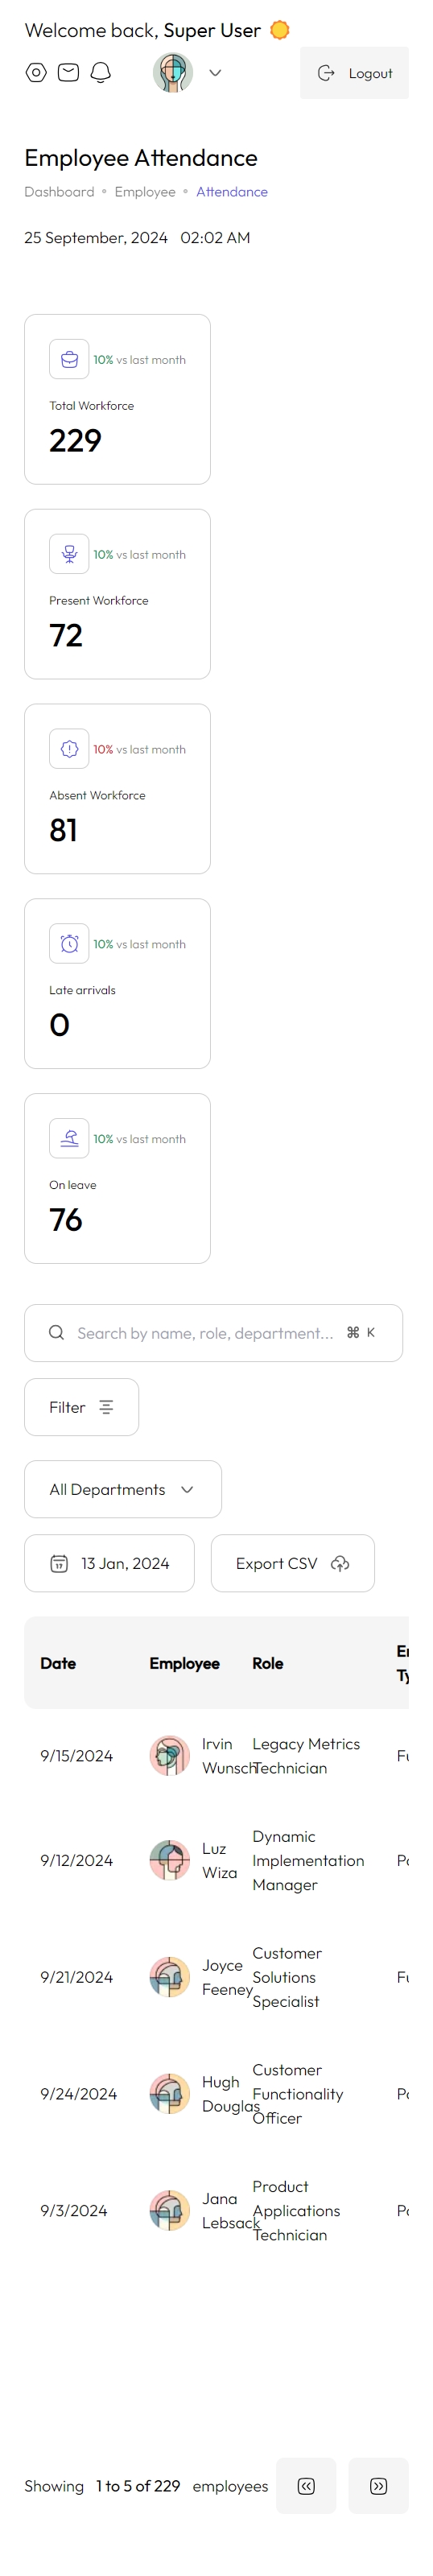 Welcome back, Super User
Logout
Employee Attendance
Dashboard Employee Attendance
25 September, 2024 02:02 AM
10% vs last month
Total Workforce
229
10% vs last month
Present Workforce
72
10% vs last month
Absent Workforce
81
10% vs last month
Late arrivals
0
10% vs last month
On leave
76
Search by name, role, department... ⌘ K
Filter
All Departments
17
13 Jan, 2024
Export CSV
Date Employee Role
9/15/2024 Irvin Wunsch Legacy Metrics Technician Fu
9/12/2024 Luz Wiza Dynamic Implementation Manager
9/21/2024 Joyce Feeney Customer Solutions Specialist Fu
9/24/2024 Hugh Douglas Customer Functionality Officer
9/3/2024 Jana Lebsack Product Applications Technician
Showing 1 to 5 of 229 employees